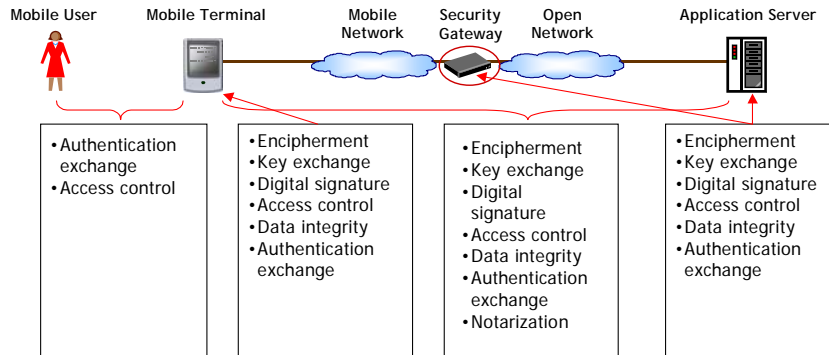 Mobile User
Mobile Terminal
Mobile
Network
Security
Gateway
Open
Network
Application Server
•Authentication
exchange
•Access control
•Encipherment
•Key exchange
•Digital signature
•Access control
•Data integrity
•Authentication
exchange
•Encipherment
•Key exchange
•Digital
signature
•Access control
•Data integrity
•Authentication
exchange
•Notarization
•Encipherment
•Key exchange
•Digital signature
•Access control
•Data integrity
•Authentication
exchange